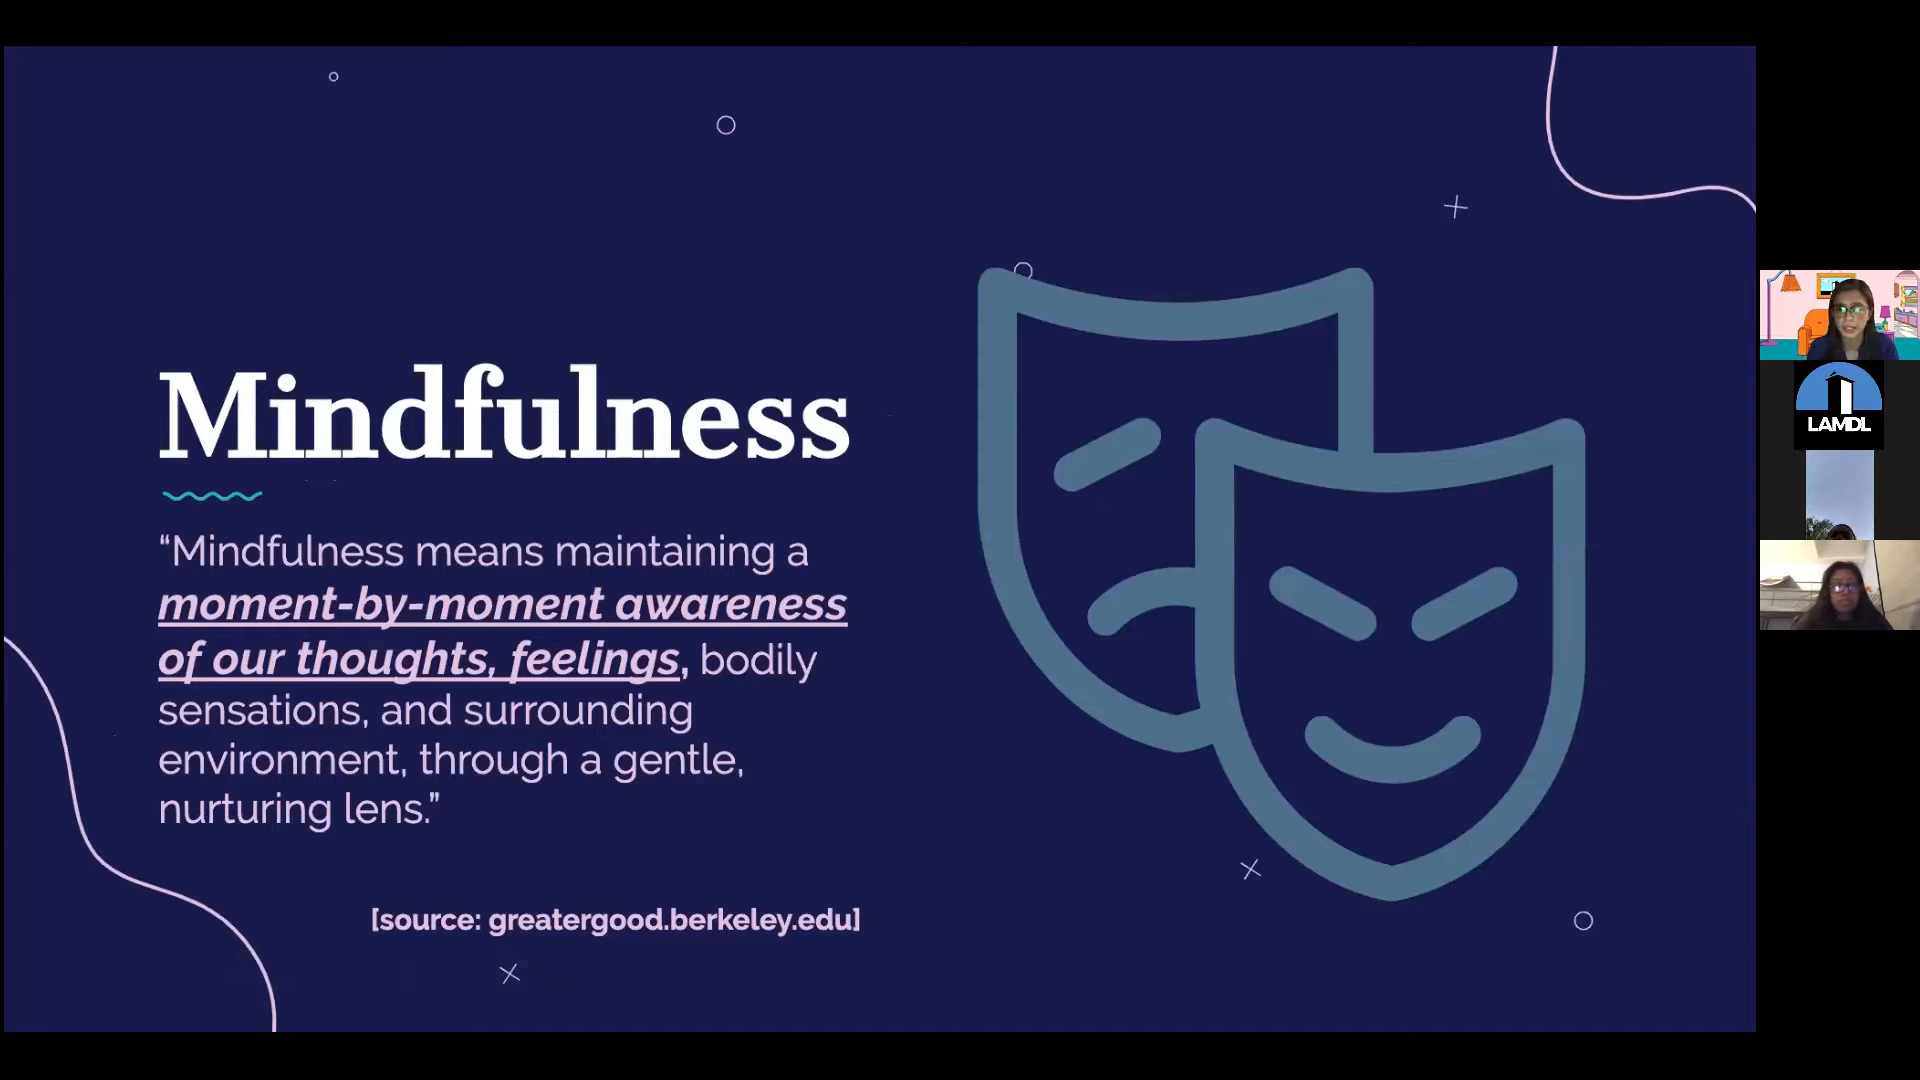 Mindfulness
“Mindfulness means maintaining a
moment-by-moment awareness
of our thoughts, feelings, bodily
sensations, and surrounding
environment, through a gentle,
nurturing lens.”
[source: greatergood.berkeley.edu]
LAMDL